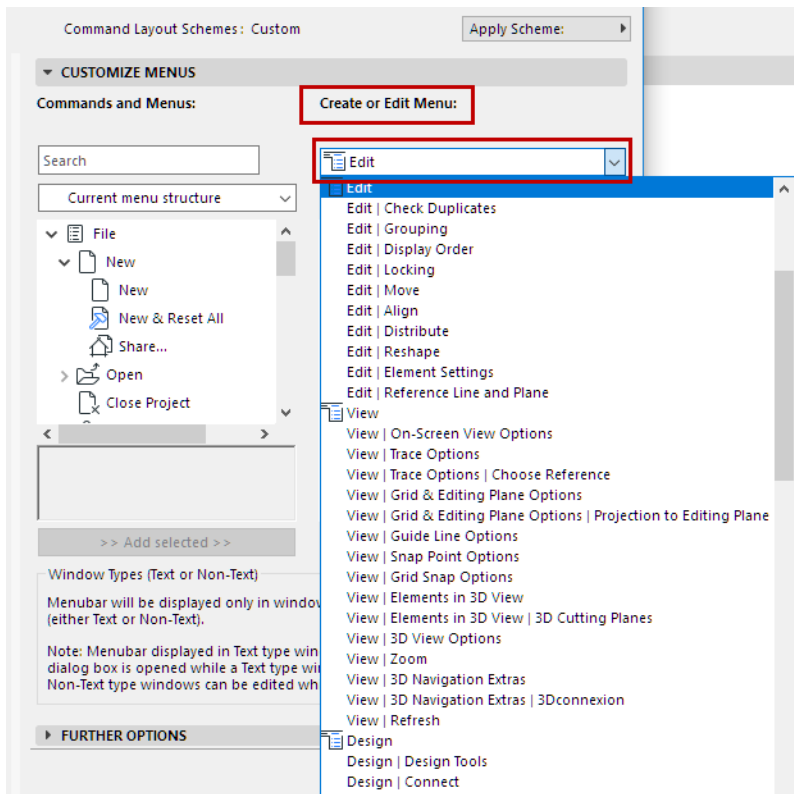 Command Layout Schemes: Custom
Apply Scheme:
CUSTOMIZE MENUS
Commands and Menus:
Create or Edit Menu:
Search
Edit
Current menu structure
File
New
New
New & Reset All
Share...
Open
Close Project
>> Add selected >>
Window Types (Text or Non-Text)
Menubar will be displayed only in window
(either Text or Non-Text).
Note: Menubar displayed in Text type win
dialog box is opened while a Text type wi
Non-Text type windows can be edited wh
FURTHER OPTIONS
Edit
Edit | Check Duplicates
Edit | Grouping
Edit | Display Order
Edit | Locking
Edit | Move
Edit | Align
Edit | Distribute
Edit | Reshape
Edit | Element Settings
Edit | Reference Line and Plane
View
View | On-Screen View Options
View | Trace Options
View | Trace Options | Choose Reference
View | Grid & Editing Plane Options
View | Grid & Editing Plane Options | Projection to Editing Plane
View | Guide Line Options
View | Snap Point Options
View | Grid Snap Options
View | Elements in 3D View
View | Elements in 3D View | 3D Cutting Planes
View | 3D View Options
View | Zoom
View | 3D Navigation Extras
View | 3D Navigation Extras | 3Dconnexion
View | Refresh
Design
Design | Design Tools
Design | Connect